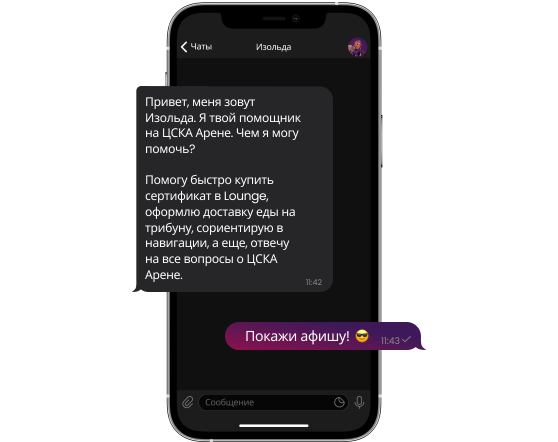 Чаты
Изольда
Привет, меня зовут
Изольда. Я твой помощник
на ЦСКА Арене. Чем я могу
помочь?
Помогу быстро купить
сертификат в Lounge,
оформлю доставку еды на
трибуну, сориентирую в
навигации, а еще, отвечу
на все вопросы о ЦСКА
Арене.
11:42
Покажи афишу! 😎
11:43
Сообщение